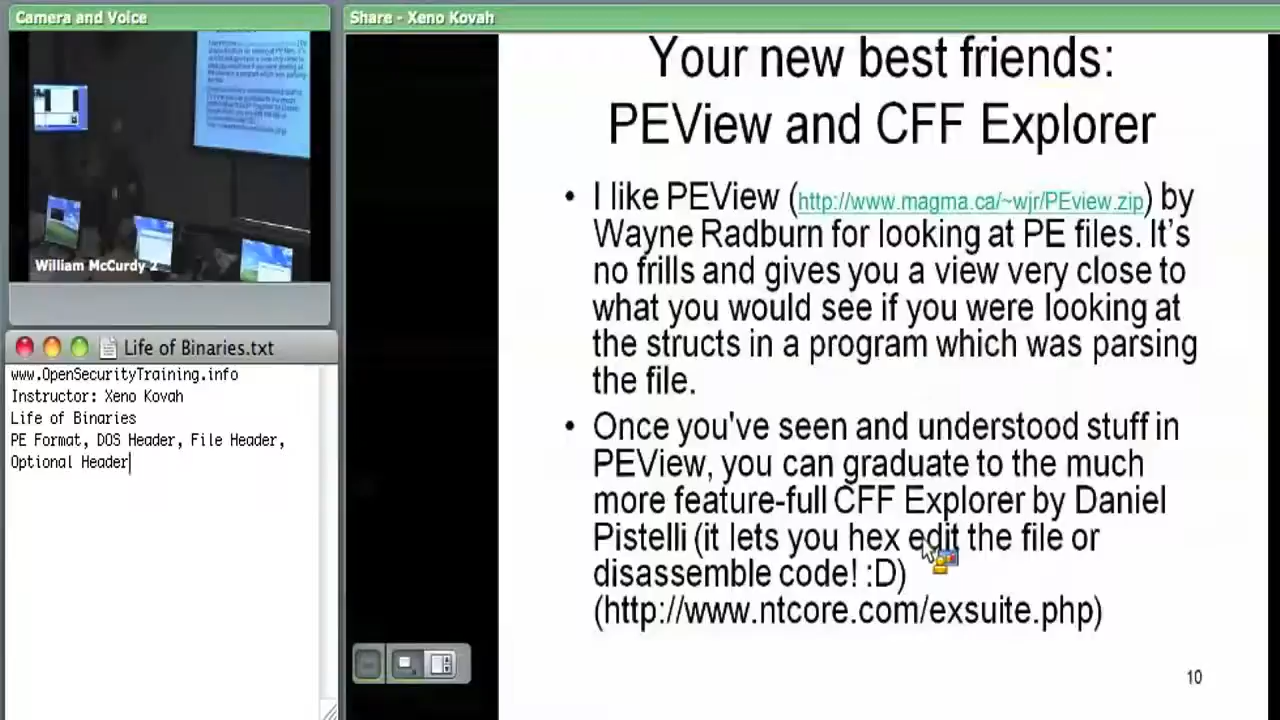 Camera and Voice
Share - Xeno Kovah
William McCurdy 2
Life of Binaries.txt
www.OpenSecurityTraining.info
Instructor: Xeno Kovah
Life of Binaries
PE Format, DOS Header, File Header,
Optional Header
Your new best friends:
PEView and CFF Explorer
• I like PEView (http://www.magma.ca/~wjr/PEview.zip) by
Wayne Radburn for looking at PE files. It's
no frills and gives you a view very close to
what you would see if you were looking at
the structs in a program which was parsing
the file.
• Once you've seen and understood stuff in
PEView, you can graduate to the much
more feature-full CFF Explorer by Daniel
Pistelli (it lets you hex edit the file or
disassemble code! :D)
(http://www.ntcore.com/exsuite.php)
10